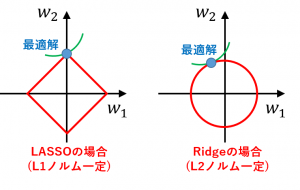 w₂
最適解
w₁
LASSOの場合
(L1ノルム一定)
w₂
最適解
w₁
Ridgeの場合
(L2ノルム一定)